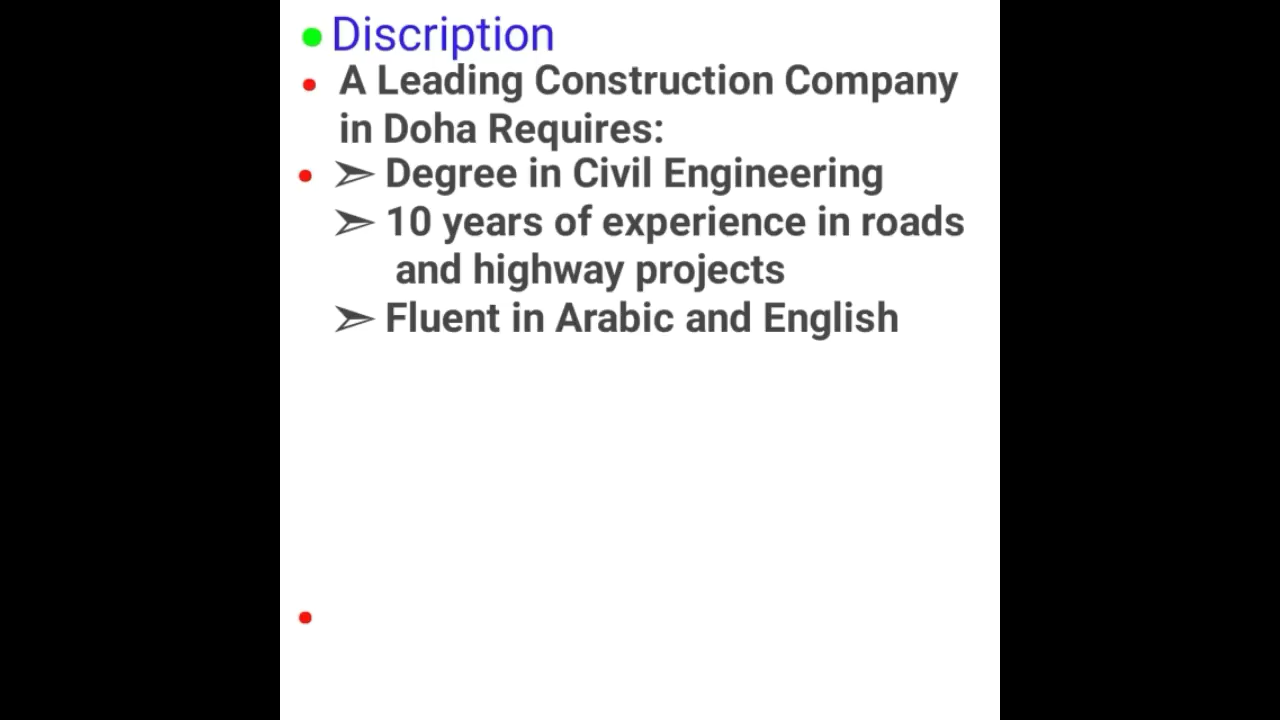 Discription
A Leading Construction Company
in Doha Requires:
➢ Degree in Civil Engineering
➢ 10 years of experience in roads
and highway projects
➢ Fluent in Arabic and English